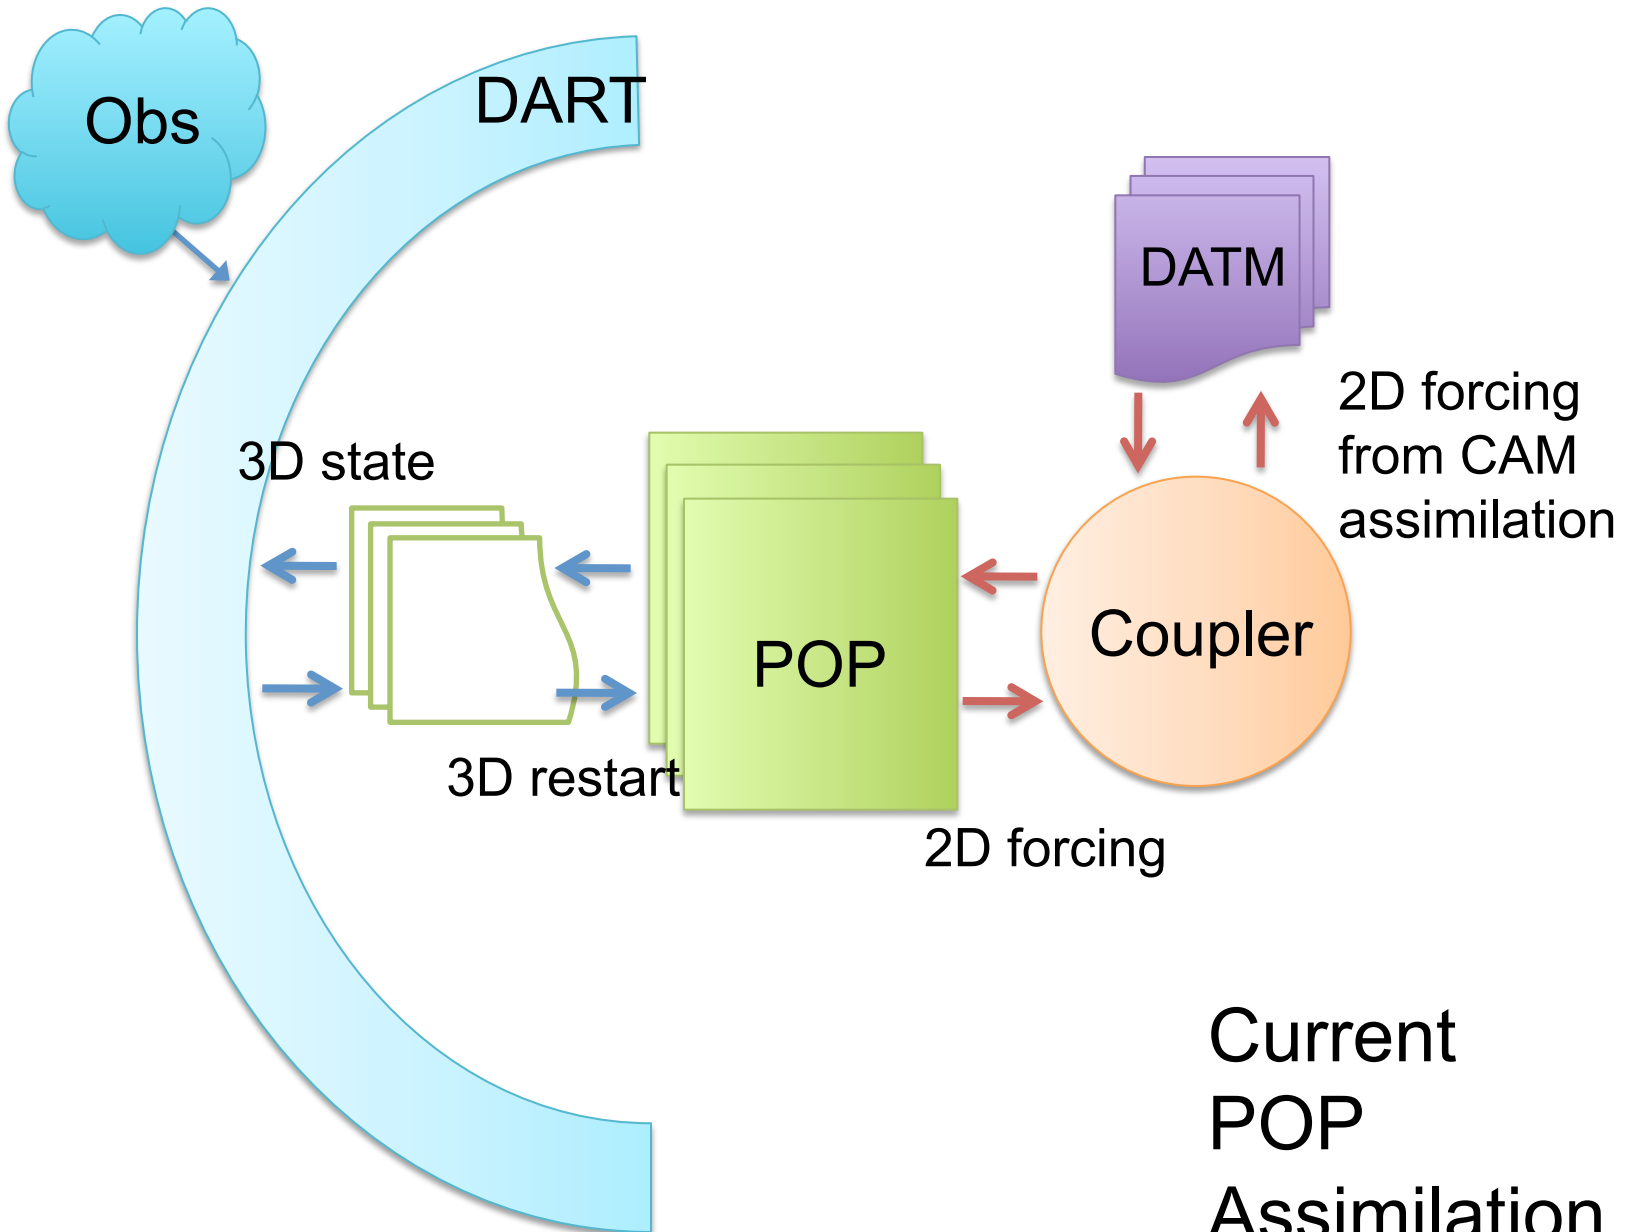 Obs
DART
DATM
2D forcing
from CAM
assimilation
3D state
POP
Coupler
3D restart
2D forcing
Current
POP
Assimilation